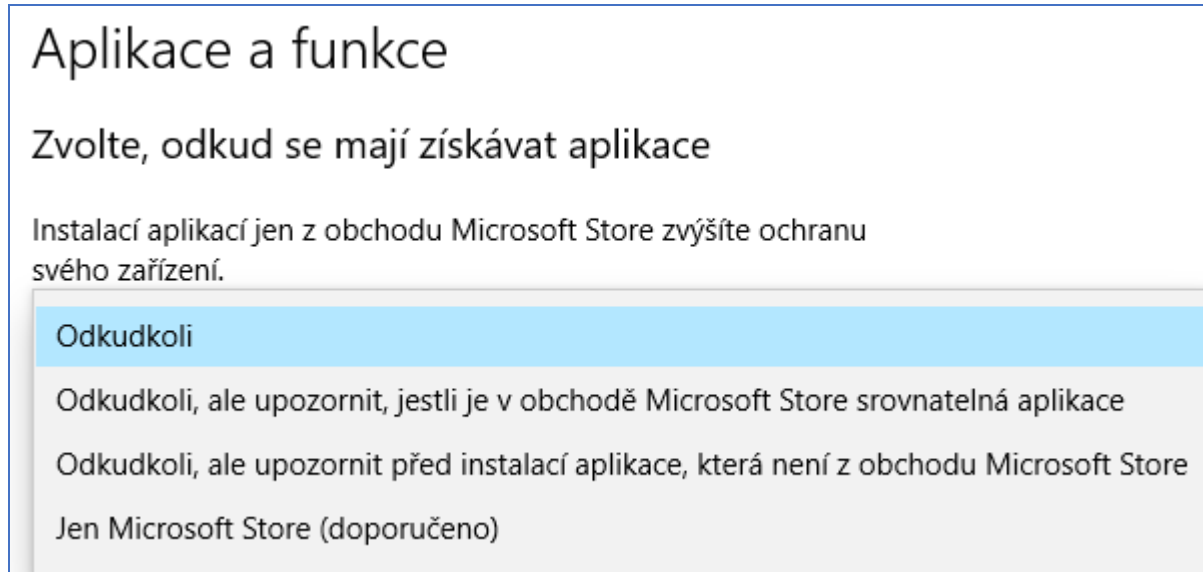 Aplikace a funkce
Zvolte, odkud se mají získávat aplikace
Instalací aplikací jen z obchodu Microsoft Store zvýšíte ochranu
svého zařízení.
Odkudkoli
Odkudkoli, ale upozornit, jestli je v obchodě Microsoft Store srovnatelná aplikace
Odkudkoli, ale upozornit před instalací aplikace, která není z obchodu Microsoft Store
Jen Microsoft Store (doporučeno)